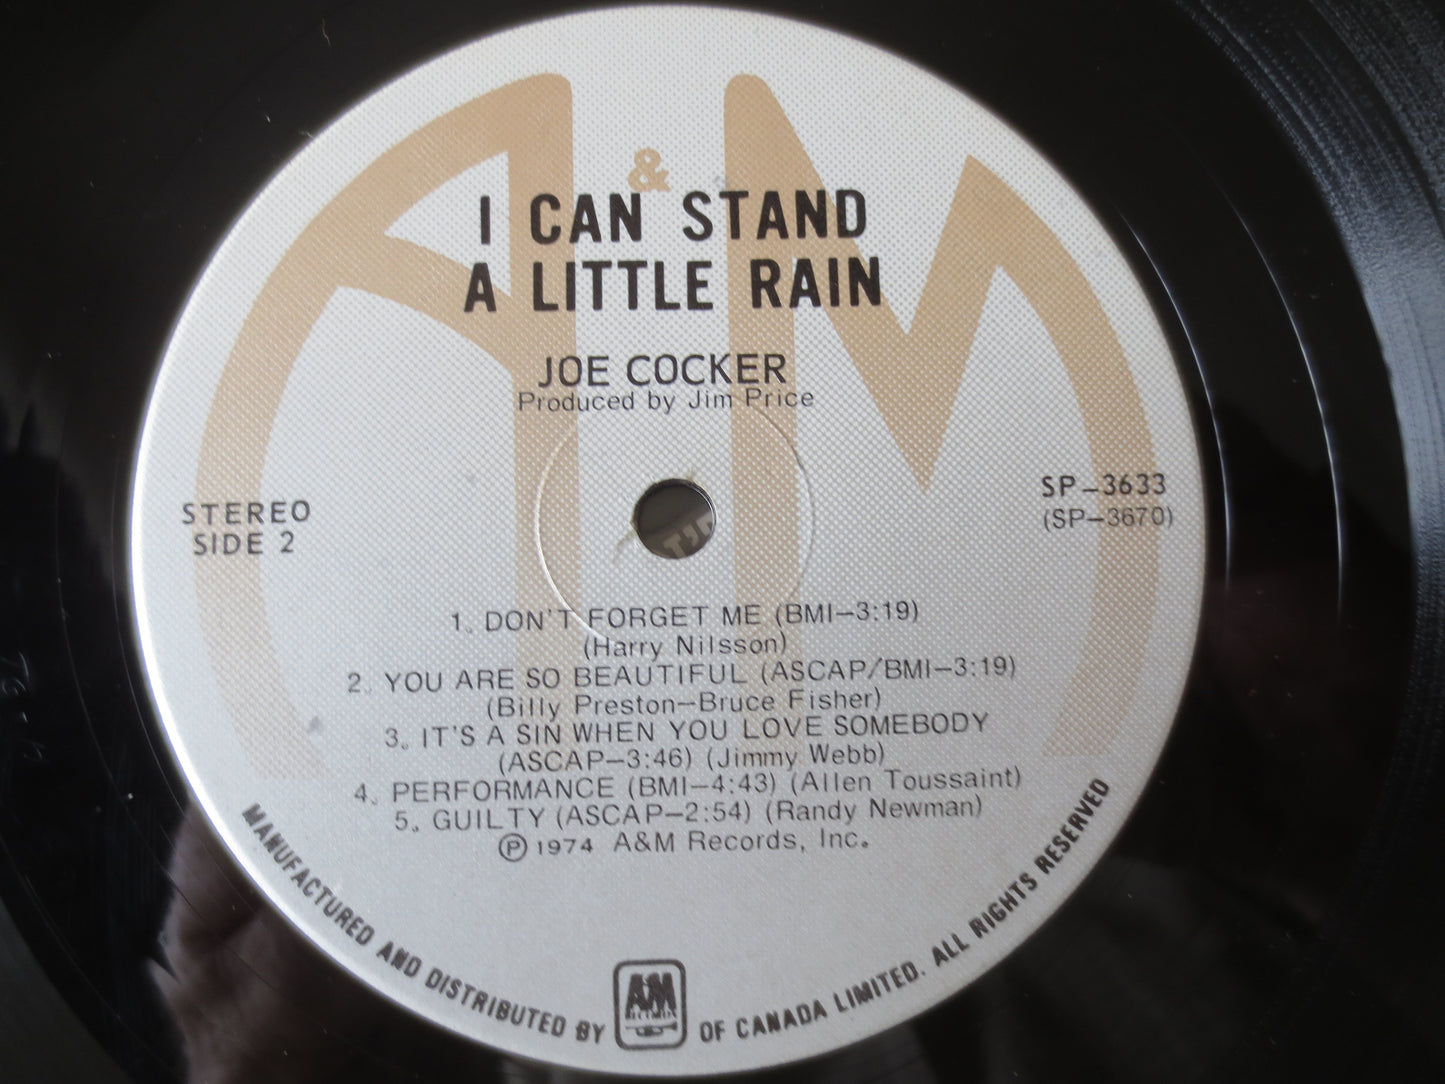 &
I CAN STAND
A LITTLE RAIN
JOE COCKER
Produced by Jim Price
STEREO
SIDE 2
SP-3633
(SP-3670)
1. DON'T FORGET ME (BMI-3:19)
(Harry Nilsson)
2. YOU ARE SO BEAUTIFUL (ASCAP/BMI-3:19)
(Billy Preston-Bruce Fisher)
3. IT'S A SIN WHEN YOU LOVE SOMEBODY
(ASCAP-3:46) (Jimmy Webb)
4. PERFORMANCE (BMI-4:43) (Allen Toussaint)
5. GUILTY (ASCAP-2:54) (Randy Newman)
Ⓟ 1974 A&M Records, Inc.
MANUFACTURED AND DISTRIBUTED BY A&M RECORDS OF CANADA LIMITED. ALL RIGHTS RESERVED